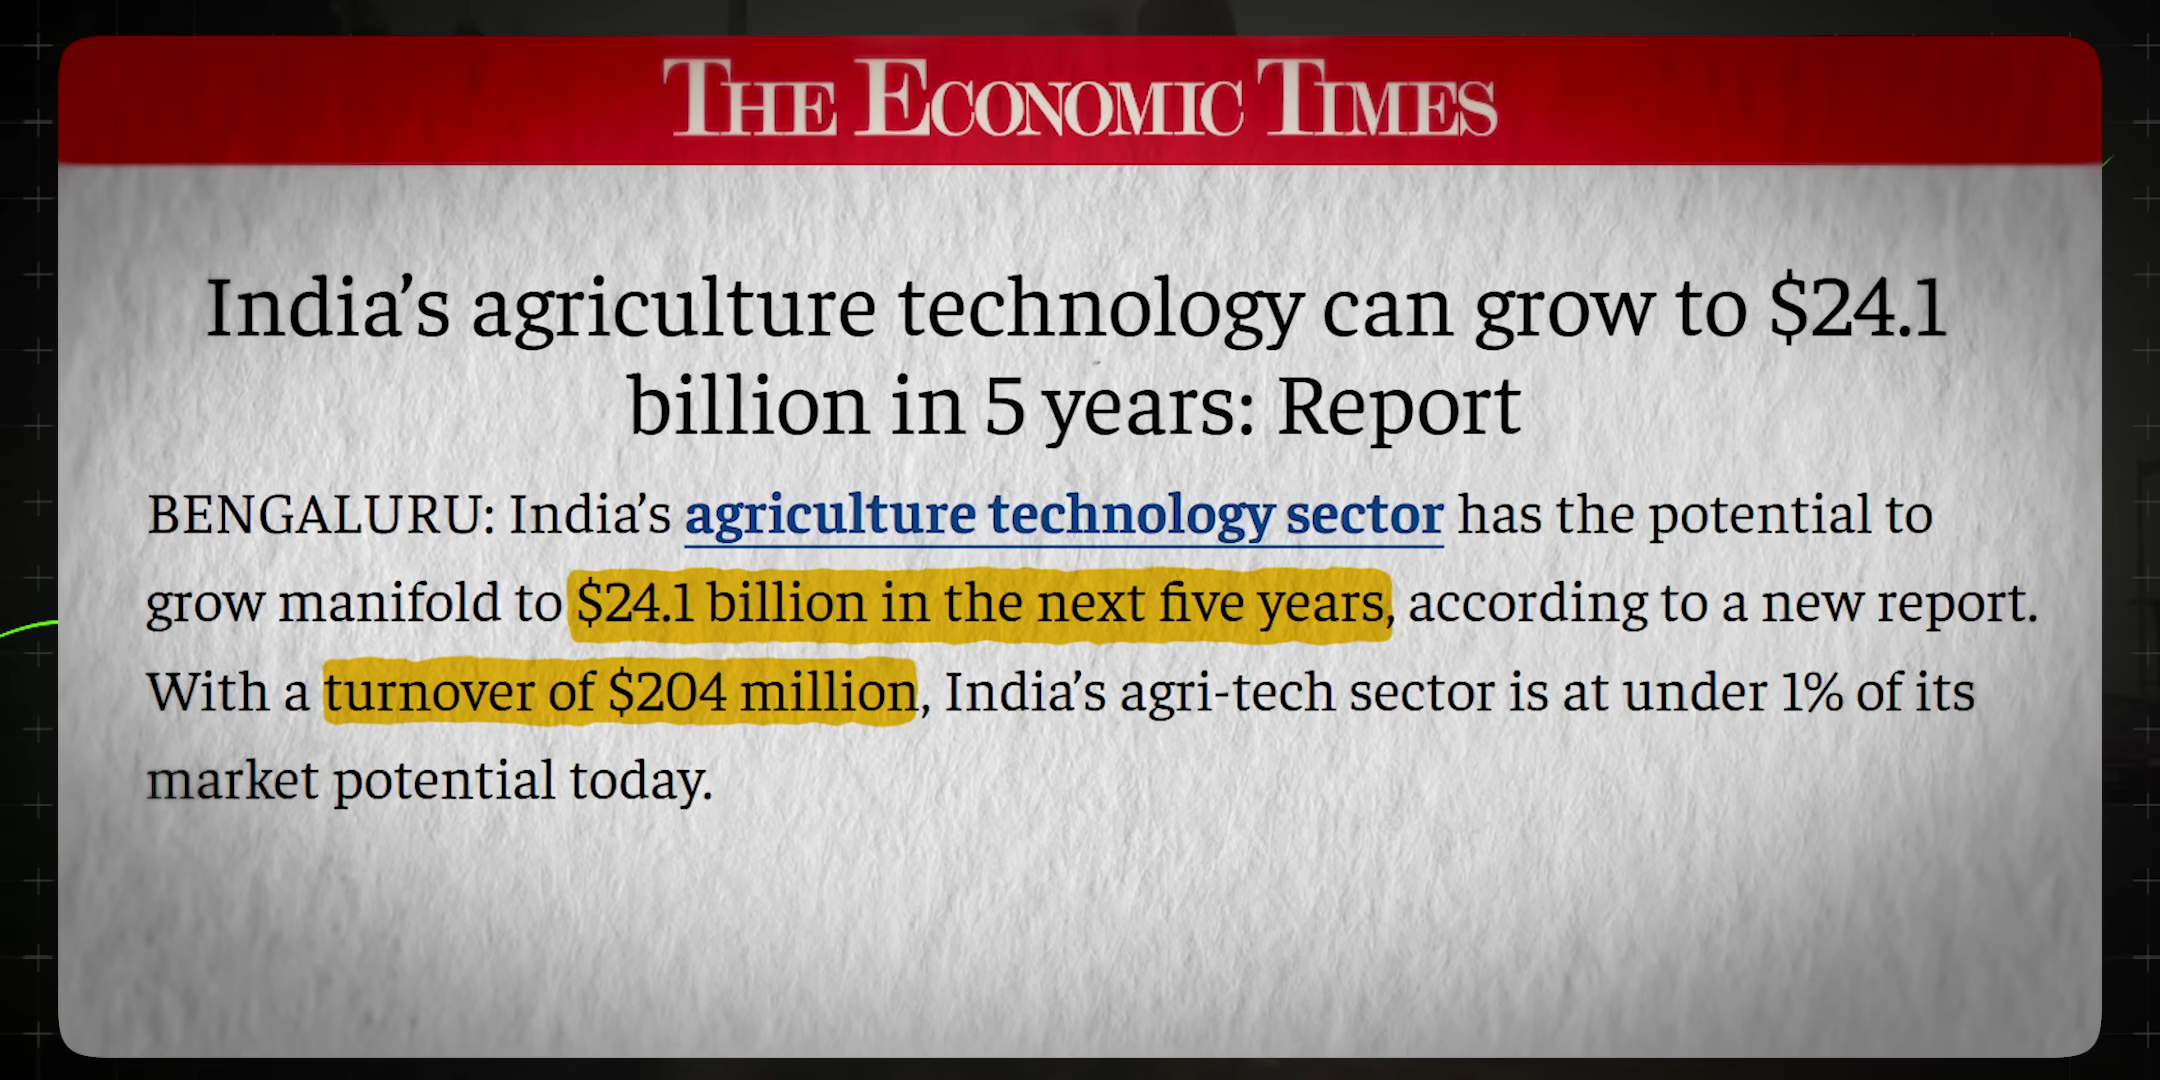 THE ECONOMIC TIMES
India’s agriculture technology can grow to $24.1
billion in 5 years: Report
BENGALURU: India’s agriculture technology sector has the potential to
grow manifold to $24.1 billion in the next five years, according to a new report.
With a turnover of $204 million, India’s agri-tech sector is at under 1% of its
market potential today.